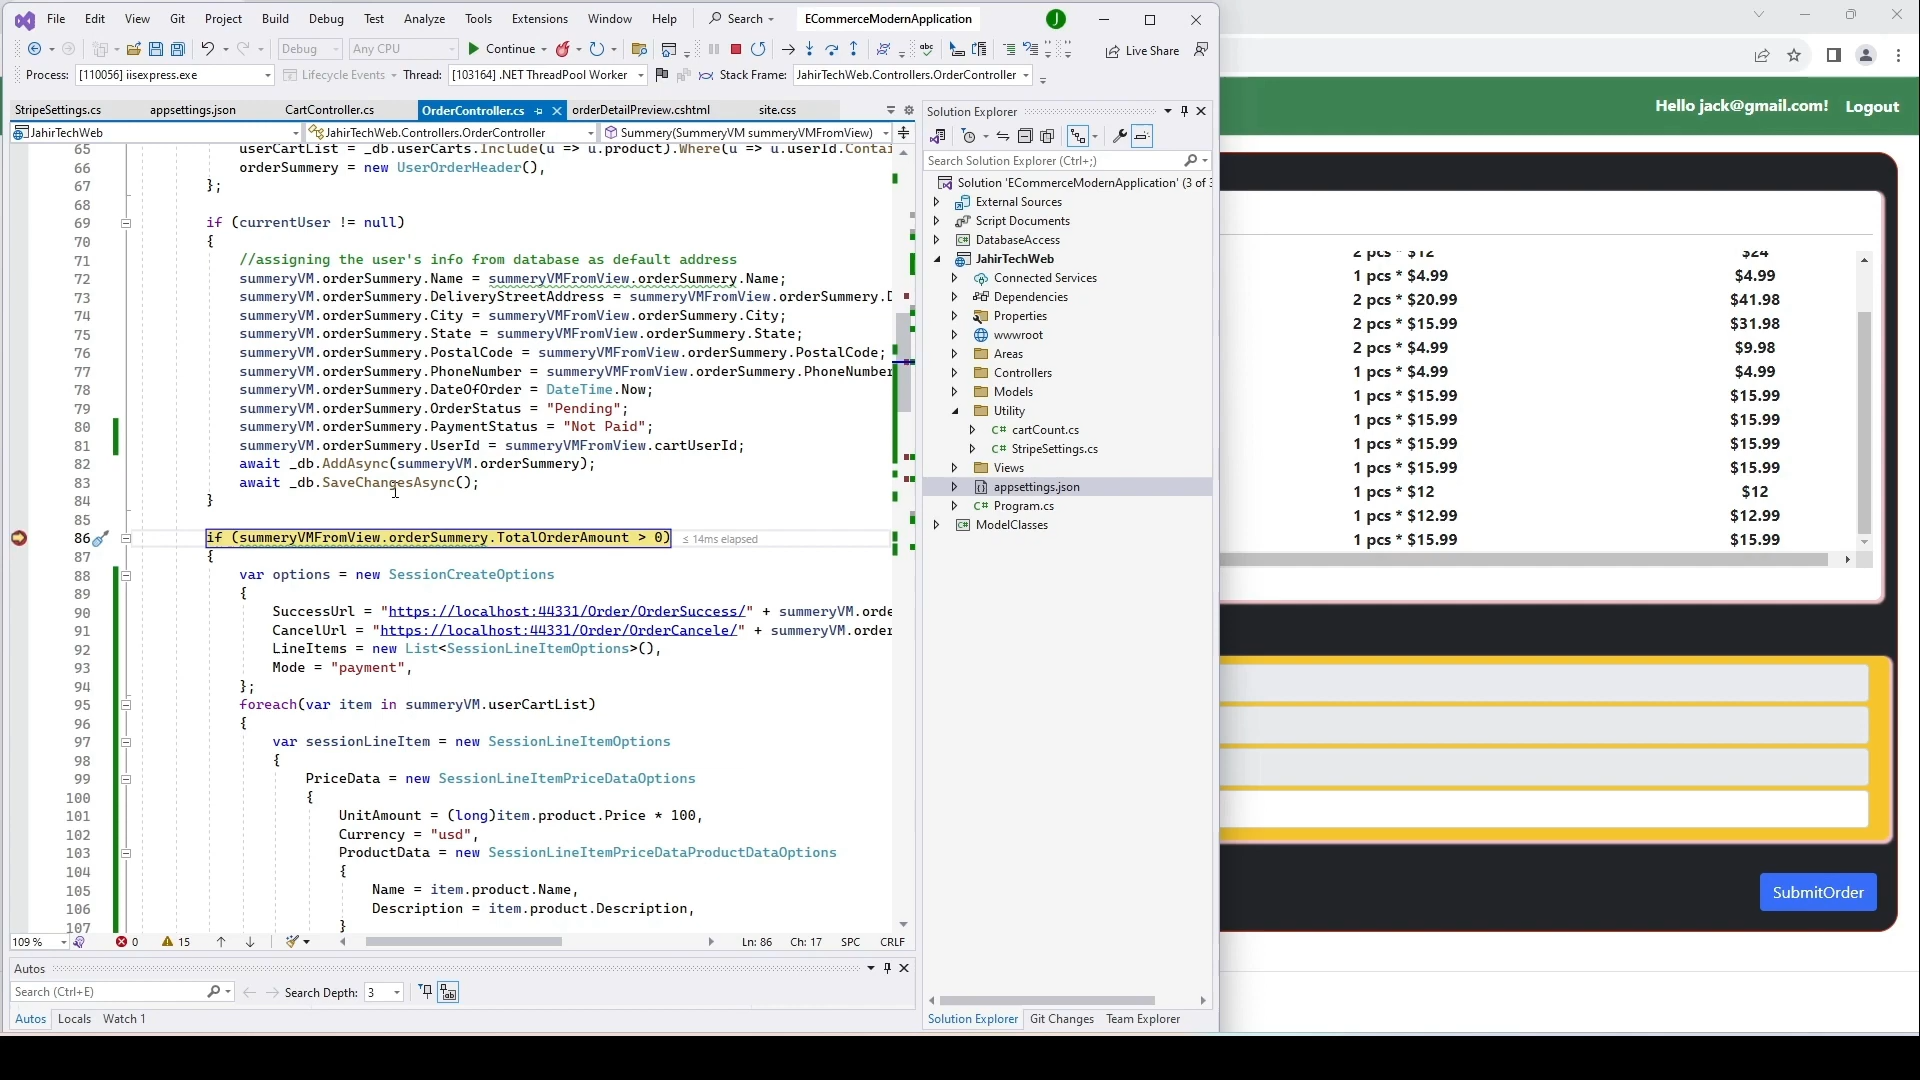 File Edit View Git Project Build Debug Test Analyze Tools Extensions Window Help Search ECommerceModernApplication J
Debug Any CPU Continue Live Share
Process: [110056] iisexpress.exe Lifecycle Events Thread: [103164] .NET ThreadPool Worker Stack Frame: JahirTechWeb.Controllers.OrderController
StripeSettings.cs appsettings.json CartController.cs OrderController.cs orderDetailPreview.cshtml site.css
JahirTechWeb JahirTechWeb.Controllers.OrderController Summery(SummeryVM summeryVMFromView)
65 userCartList = _db.userCarts.Include(u => u.product).Where(u => u.userId.Contai
66 orderSummery = new UserOrderHeader(),
67 };
68
69 if (currentUser != null)
70 {
71 //assigning the user's info from database as default address
72 summeryVM.orderSummery.Name = summeryVMFromView.orderSummery.Name;
73 summeryVM.orderSummery.DeliveryStreetAddress = summeryVMFromView.orderSummery.D
74 summeryVM.orderSummery.City = summeryVMFromView.orderSummery.City;
75 summeryVM.orderSummery.State = summeryVMFromView.orderSummery.State;
76 summeryVM.orderSummery.PostalCode = summeryVMFromView.orderSummery.PostalCode;
77 summeryVM.orderSummery.PhoneNumber = summeryVMFromView.orderSummery.PhoneNumber
78 summeryVM.orderSummery.DateOfOrder = DateTime.Now;
79 summeryVM.orderSummery.OrderStatus = "Pending";
80 summeryVM.orderSummery.PaymentStatus = "Not Paid";
81 summeryVM.orderSummery.UserId = summeryVMFromView.cartUserId;
82 await _db.AddAsync(summeryVM.orderSummery);
83 await _db.SaveChangesAsync();
84 }
85
86 if (summeryVMFromView.orderSummery.TotalOrderAmount > 0) ≤ 14ms elapsed
87 {
88 var options = new SessionCreateOptions
89 {
90 SuccessUrl = "https://localhost:44331/Order/OrderSuccess/" + summeryVM.orde
91 CancelUrl = "https://localhost:44331/Order/OrderCancele/" + summeryVM.order
92 LineItems = new List<SessionLineItemOptions>(),
93 Mode = "payment",
94 };
95 foreach(var item in summeryVM.userCartList)
96 {
97 var sessionLineItem = new SessionLineItemOptions
98 {
99 PriceData = new SessionLineItemPriceDataOptions
100 {
101 UnitAmount = (long)item.product.Price * 100,
102 Currency = "usd",
103 ProductData = new SessionLineItemPriceDataProductDataOptions
104 {
105 Name = item.product.Name,
106 Description = item.product.Description,
107 }
109 % 0 15 Ln: 86 Ch: 17 SPC CRLF
Autos
Search (Ctrl+E) Search Depth: 3
Autos Locals Watch 1
Solution Explorer
Search Solution Explorer (Ctrl+;)
Solution 'ECommerceModernApplication' (3 of 3
External Sources
Script Documents
DatabaseAccess
JahirTechWeb
Connected Services
Dependencies
Properties
wwwroot
Areas
Controllers
Models
Utility
C# cartCount.cs
C# StripeSettings.cs
Views
appsettings.json
C# Program.cs
ModelClasses
Solution Explorer Git Changes Team Explorer
Hello jack@gmail.com! Logout
2 pcs * $12 $24
1 pcs * $4.99 $4.99
2 pcs * $20.99 $41.98
2 pcs * $15.99 $31.98
2 pcs * $4.99 $9.98
1 pcs * $4.99 $4.99
1 pcs * $15.99 $15.99
1 pcs * $15.99 $15.99
1 pcs * $15.99 $15.99
1 pcs * $15.99 $15.99
1 pcs * $12 $12
1 pcs * $12.99 $12.99
1 pcs * $15.99 $15.99
SubmitOrder